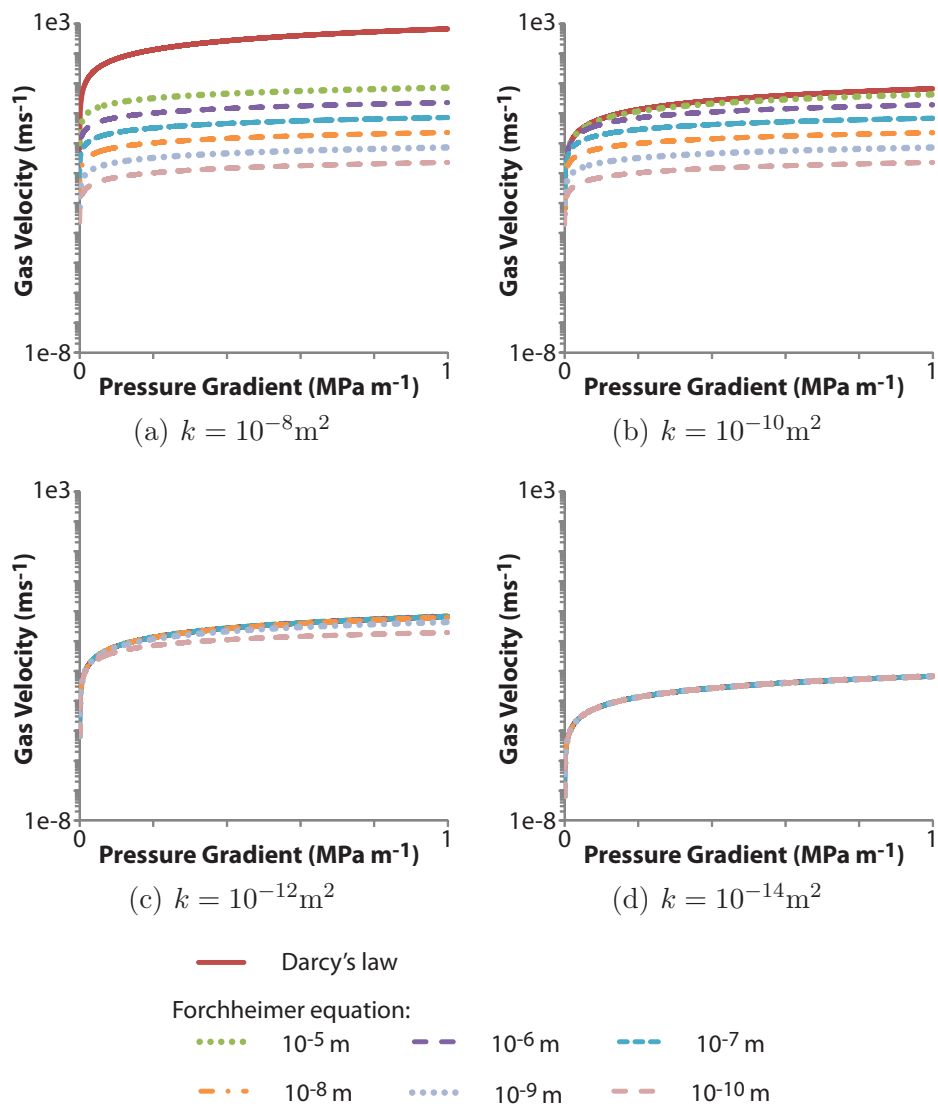 1e3
Gas Velocity (ms-1)
1e-8
0
1
Pressure Gradient (MPa m-1)
(a) k = 10−8m2
1e3
Gas Velocity (ms-1)
1e-8
0
1
Pressure Gradient (MPa m-1)
(b) k = 10−10m2
1e3
Gas Velocity (ms-1)
1e-8
0
1
Pressure Gradient (MPa m-1)
(c) k = 10−12m2
1e3
Gas Velocity (ms-1)
1e-8
0
1
Pressure Gradient (MPa m-1)
(d) k = 10−14m2
Darcy's law
Forchheimer equation:
10-5 m
10-6 m
10-7 m
10-8 m
10-9 m
10-10 m